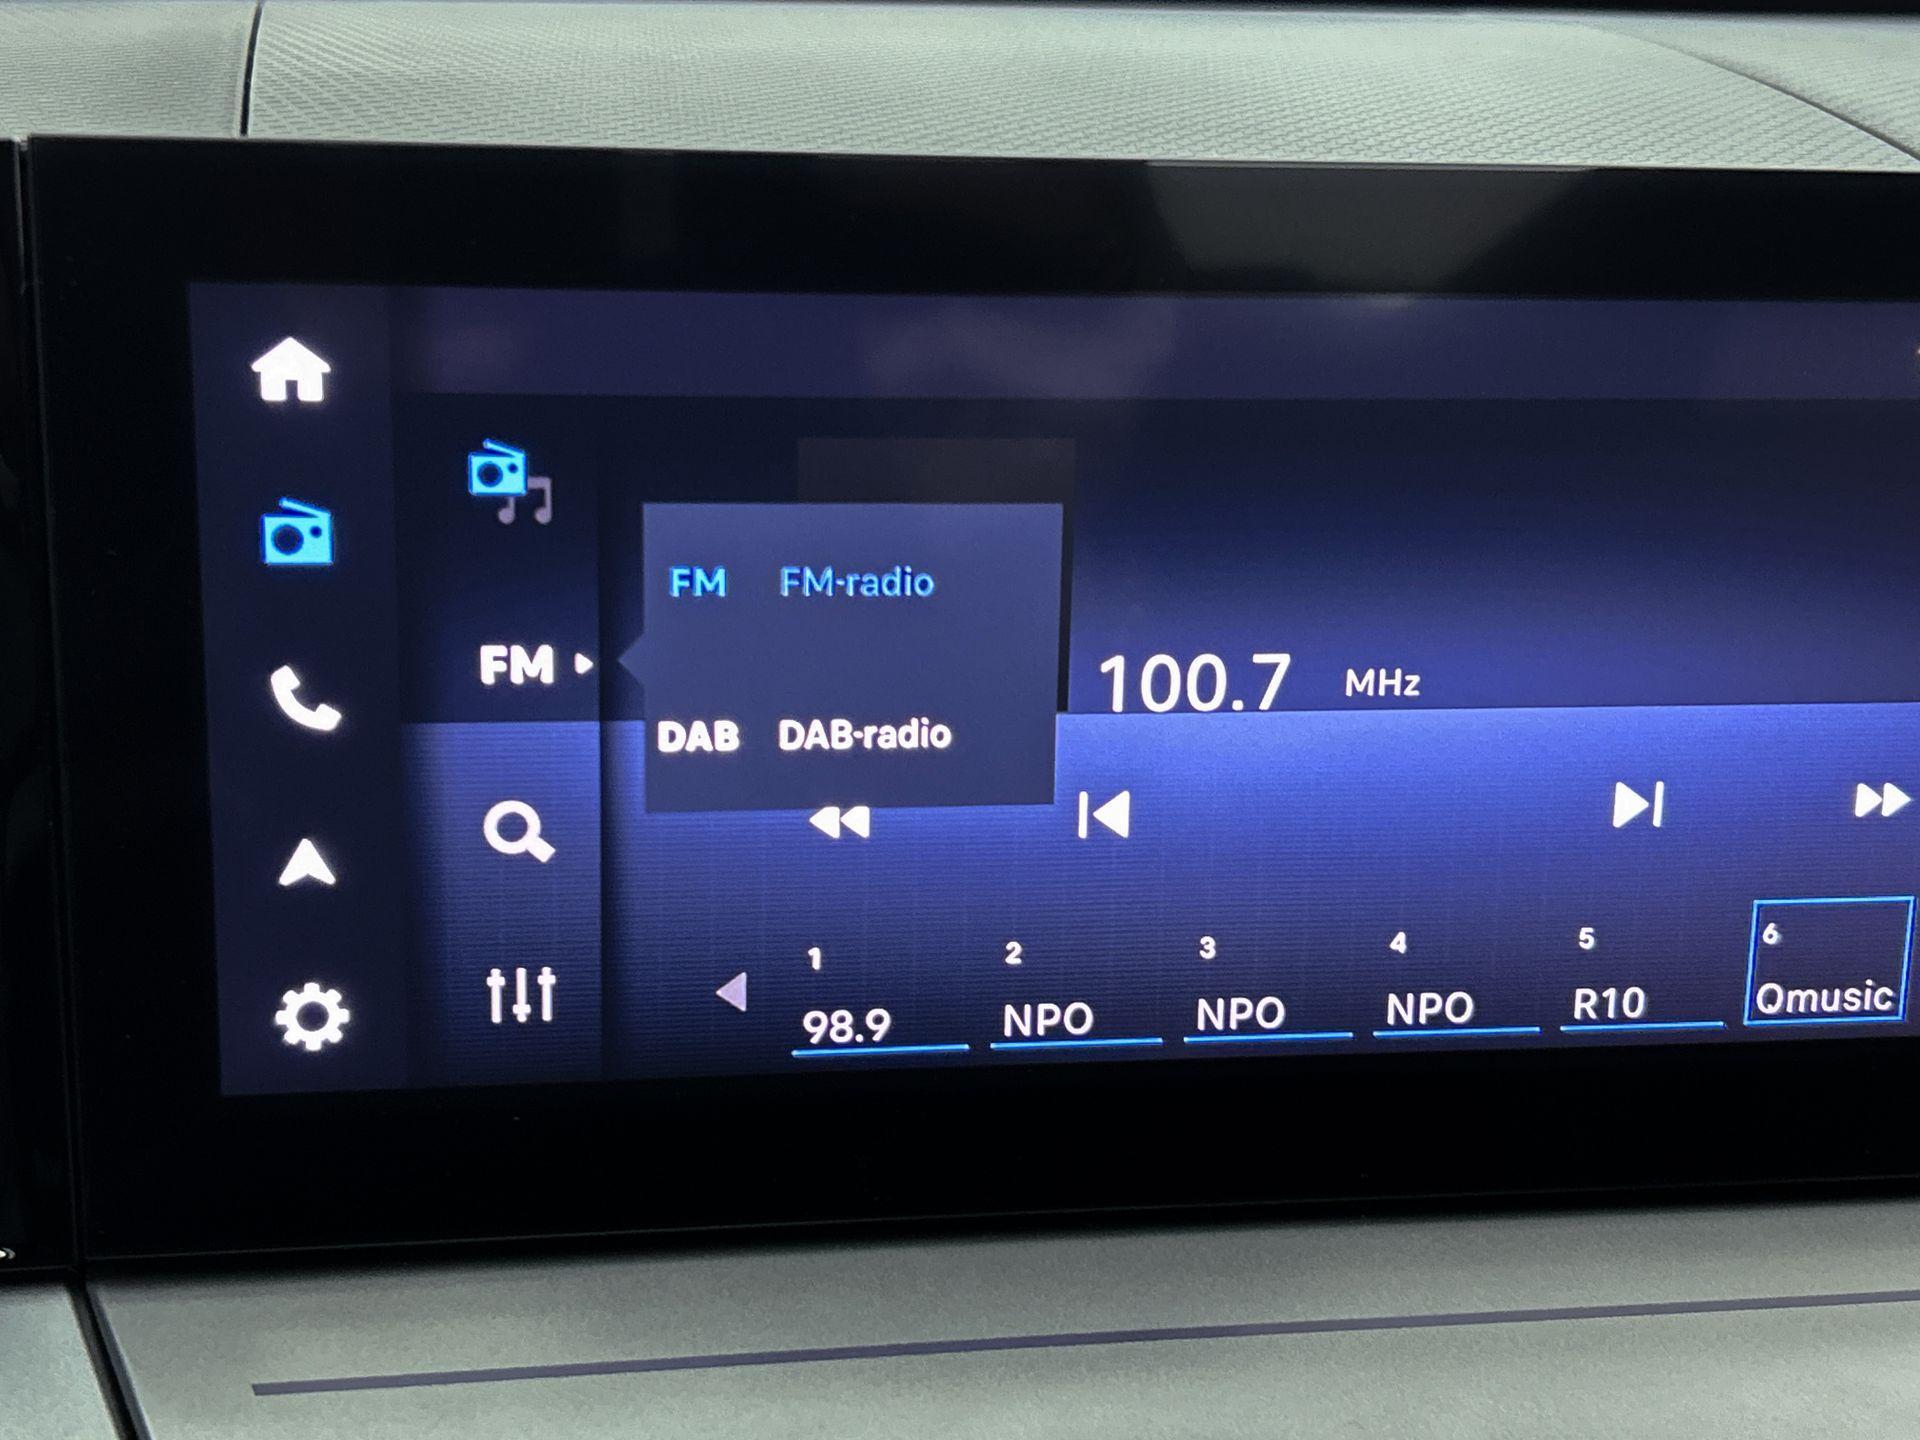 FM FM-radio
FM
100.7 MHz
DAB DAB-radio
1 2 3 4 5 6
98.9 NPO NPO NPO R10 Qmusic